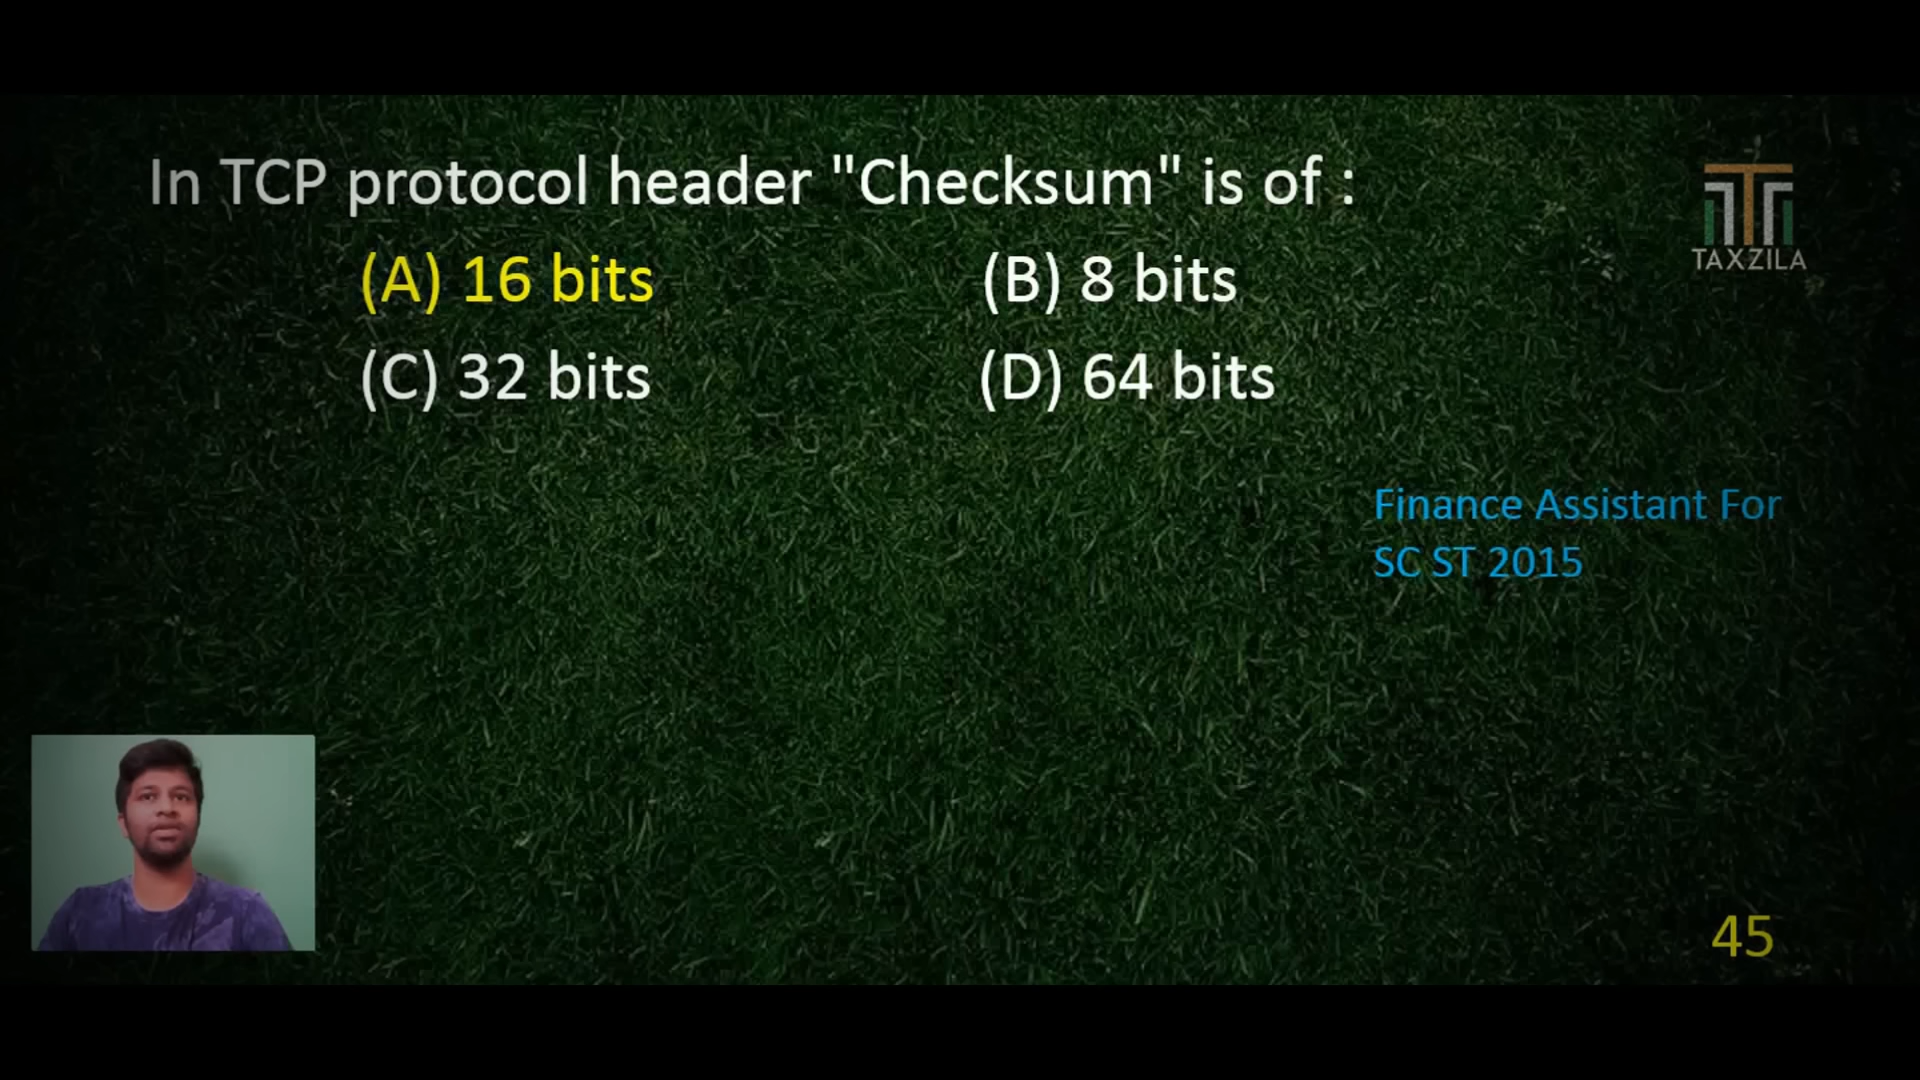 In TCP protocol header "Checksum" is of :
(A) 16 bits (B) 8 bits
(C) 32 bits (D) 64 bits
TAXZILA
Finance Assistant For
SC ST 2015
45